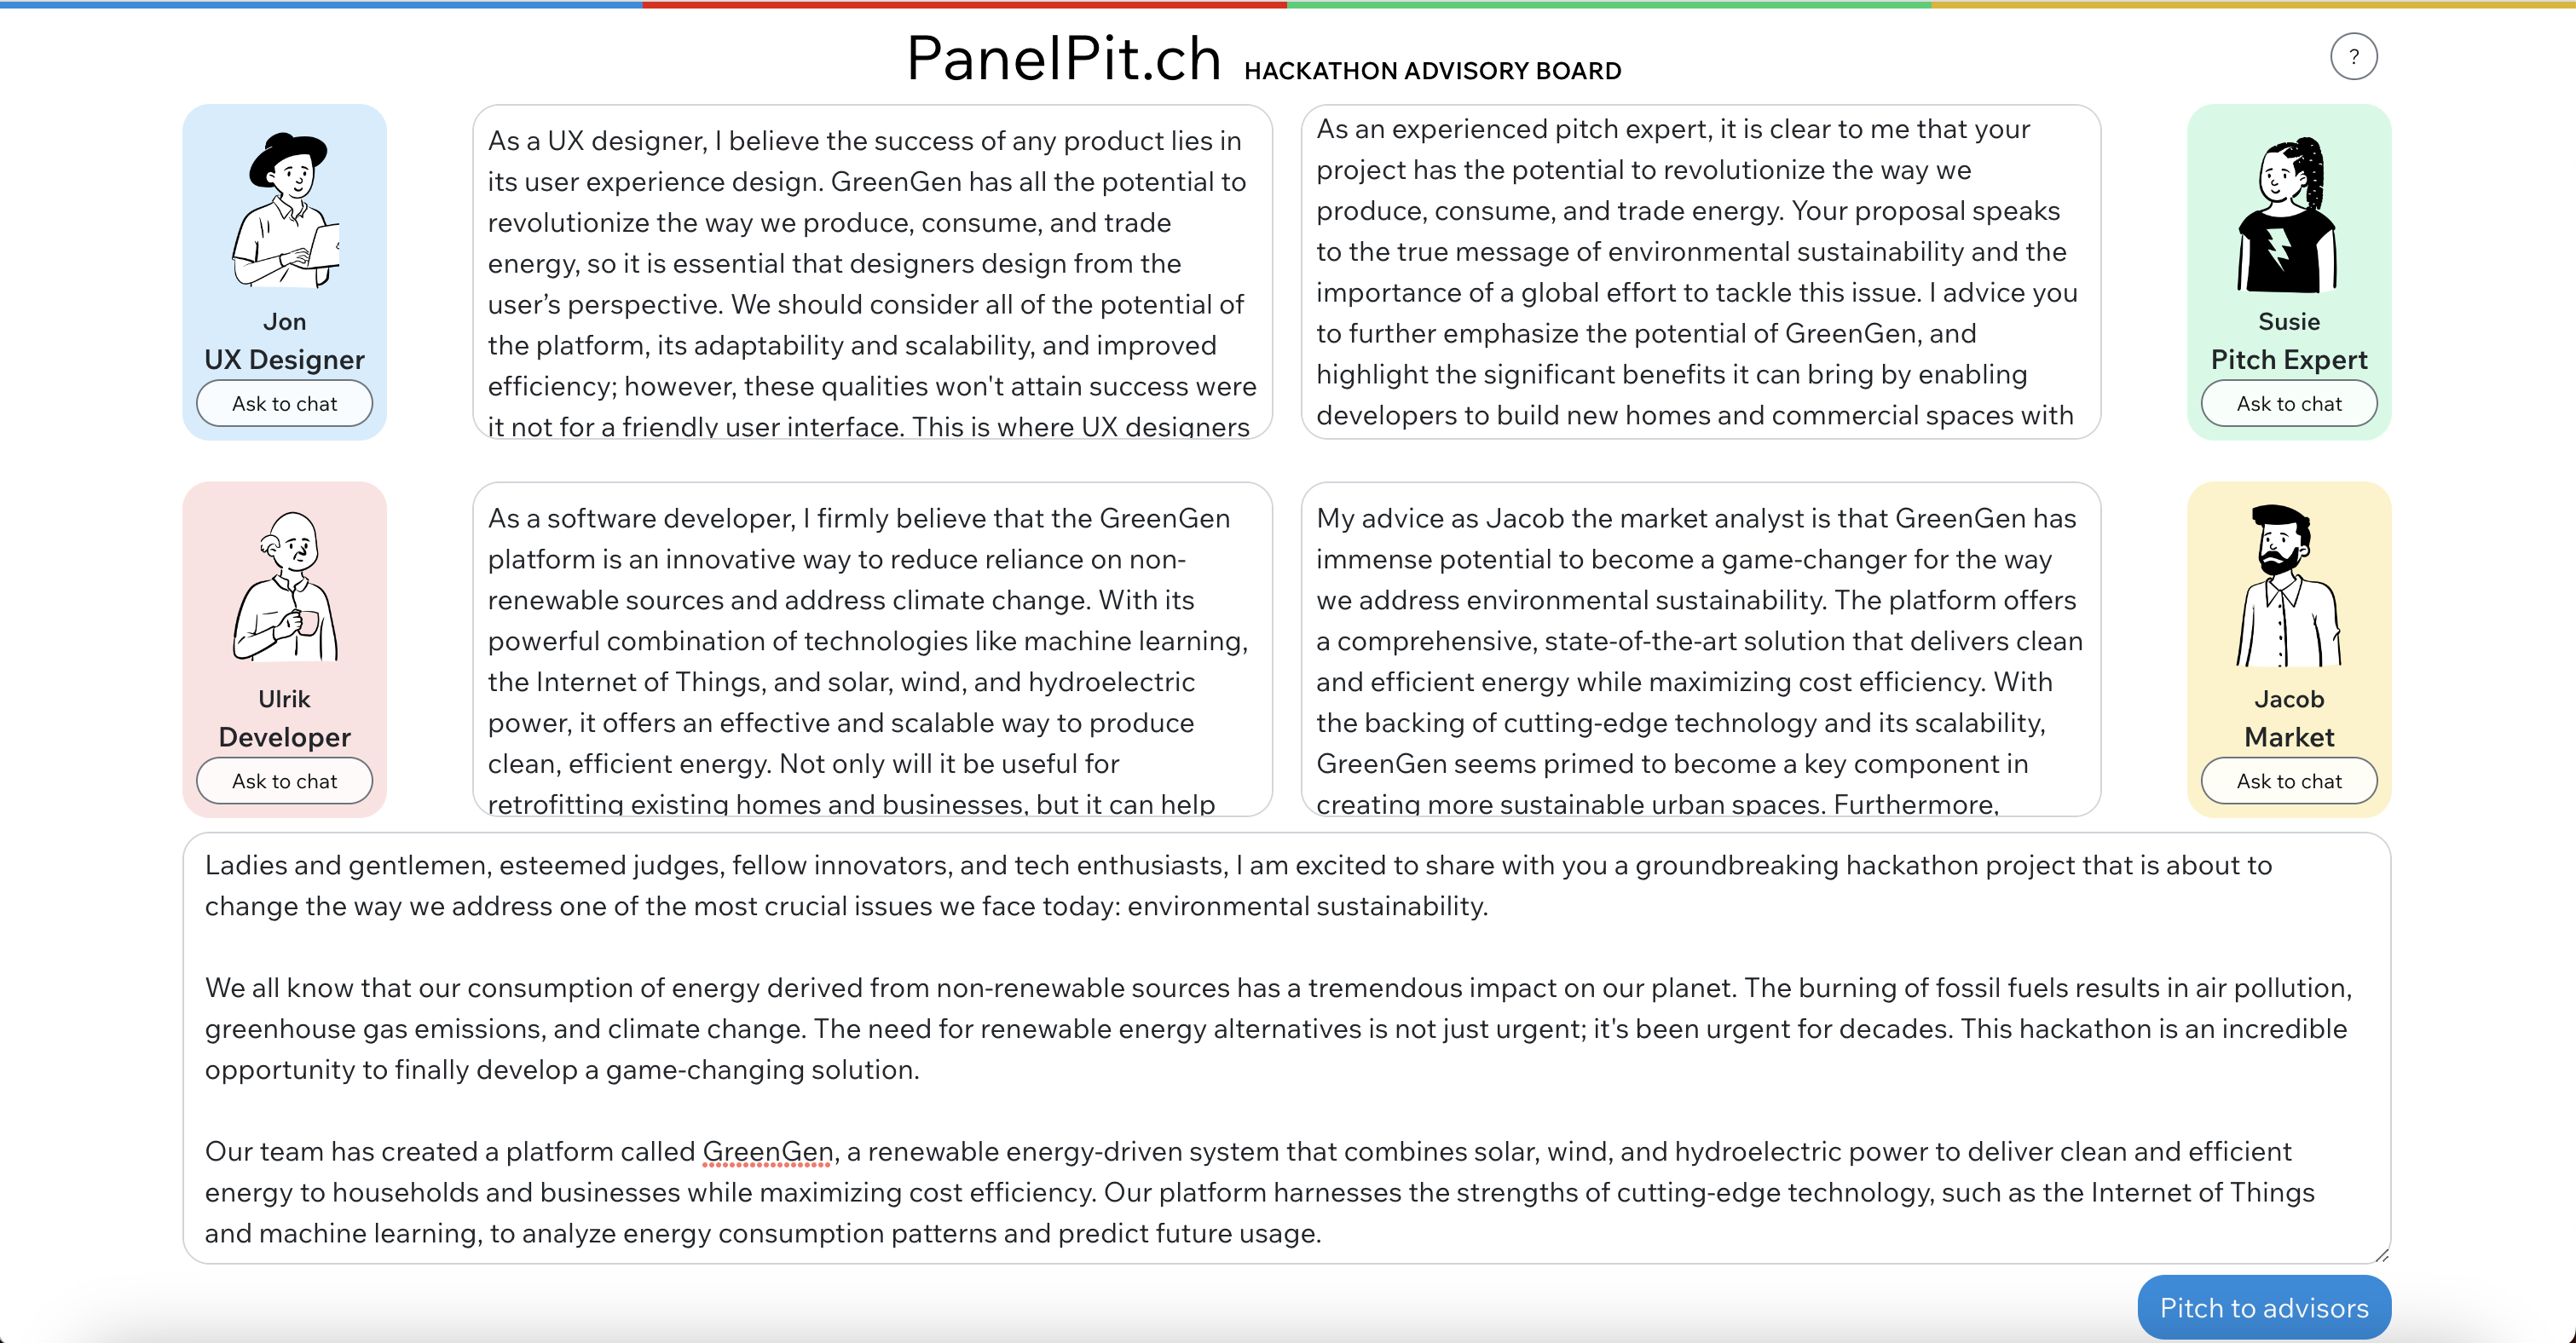 PanelPit.ch HACKATHON ADVISORY BOARD
?
Jon
UX Designer
Ask to chat
As a UX designer, I believe the success of any product lies in
its user experience design. GreenGen has all the potential to
revolutionize the way we produce, consume, and trade
energy, so it is essential that designers design from the
user’s perspective. We should consider all of the potential of
the platform, its adaptability and scalability, and improved
efficiency; however, these qualities won't attain success were
it not for a friendly user interface. This is where UX designers
As an experienced pitch expert, it is clear to me that your
project has the potential to revolutionize the way we
produce, consume, and trade energy. Your proposal speaks
to the true message of environmental sustainability and the
importance of a global effort to tackle this issue. I advice you
to further emphasize the potential of GreenGen, and
highlight the significant benefits it can bring by enabling
developers to build new homes and commercial spaces with
Susie
Pitch Expert
Ask to chat
Ulrik
Developer
Ask to chat
As a software developer, I firmly believe that the GreenGen
platform is an innovative way to reduce reliance on non-
renewable sources and address climate change. With its
powerful combination of technologies like machine learning,
the Internet of Things, and solar, wind, and hydroelectric
power, it offers an effective and scalable way to produce
clean, efficient energy. Not only will it be useful for
retrofitting existing homes and businesses, but it can help
My advice as Jacob the market analyst is that GreenGen has
immense potential to become a game-changer for the way
we address environmental sustainability. The platform offers
a comprehensive, state-of-the-art solution that delivers clean
and efficient energy while maximizing cost efficiency. With
the backing of cutting-edge technology and its scalability,
GreenGen seems primed to become a key component in
creating more sustainable urban spaces. Furthermore,
Jacob
Market
Ask to chat
Ladies and gentlemen, esteemed judges, fellow innovators, and tech enthusiasts, I am excited to share with you a groundbreaking hackathon project that is about to
change the way we address one of the most crucial issues we face today: environmental sustainability.
We all know that our consumption of energy derived from non-renewable sources has a tremendous impact on our planet. The burning of fossil fuels results in air pollution,
greenhouse gas emissions, and climate change. The need for renewable energy alternatives is not just urgent; it's been urgent for decades. This hackathon is an incredible
opportunity to finally develop a game-changing solution.
Our team has created a platform called GreenGen, a renewable energy-driven system that combines solar, wind, and hydroelectric power to deliver clean and efficient
energy to households and businesses while maximizing cost efficiency. Our platform harnesses the strengths of cutting-edge technology, such as the Internet of Things
and machine learning, to analyze energy consumption patterns and predict future usage.
Pitch to advisors